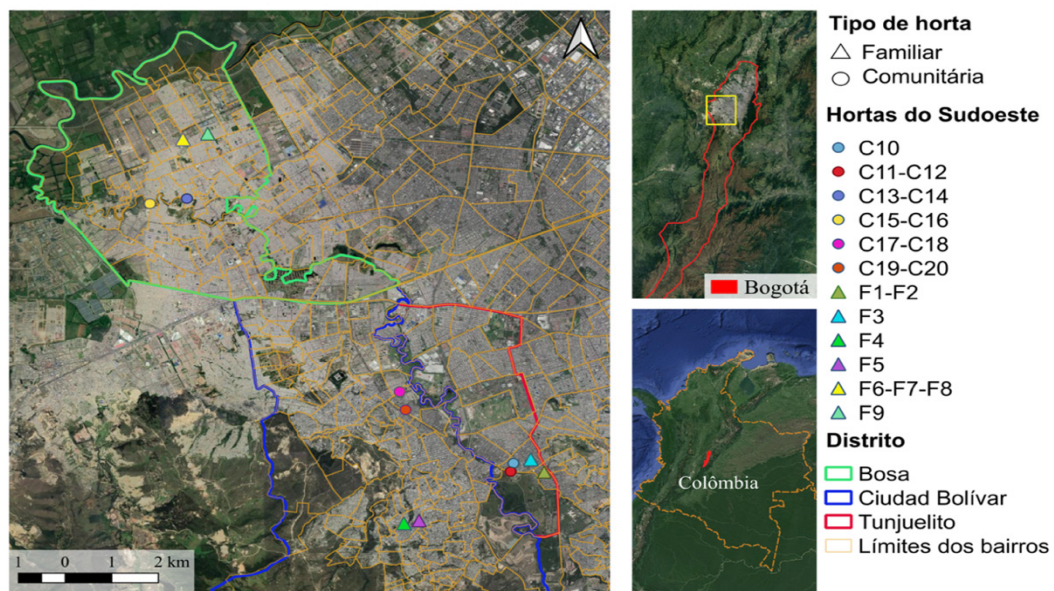 Tipo de horta
Familiar
Comunitária
Hortas do Sudoeste
C10
C11-C12
C13-C14
C15-C16
C17-C18
C19-C20
F1-F2
F3
F4
F5
F6-F7-F8
F9
Distrito
Bosa
Ciudad Bolívar
Tunjuelito
Límites dos bairros
Bogotá
Colômbia
1 0 1 2 km